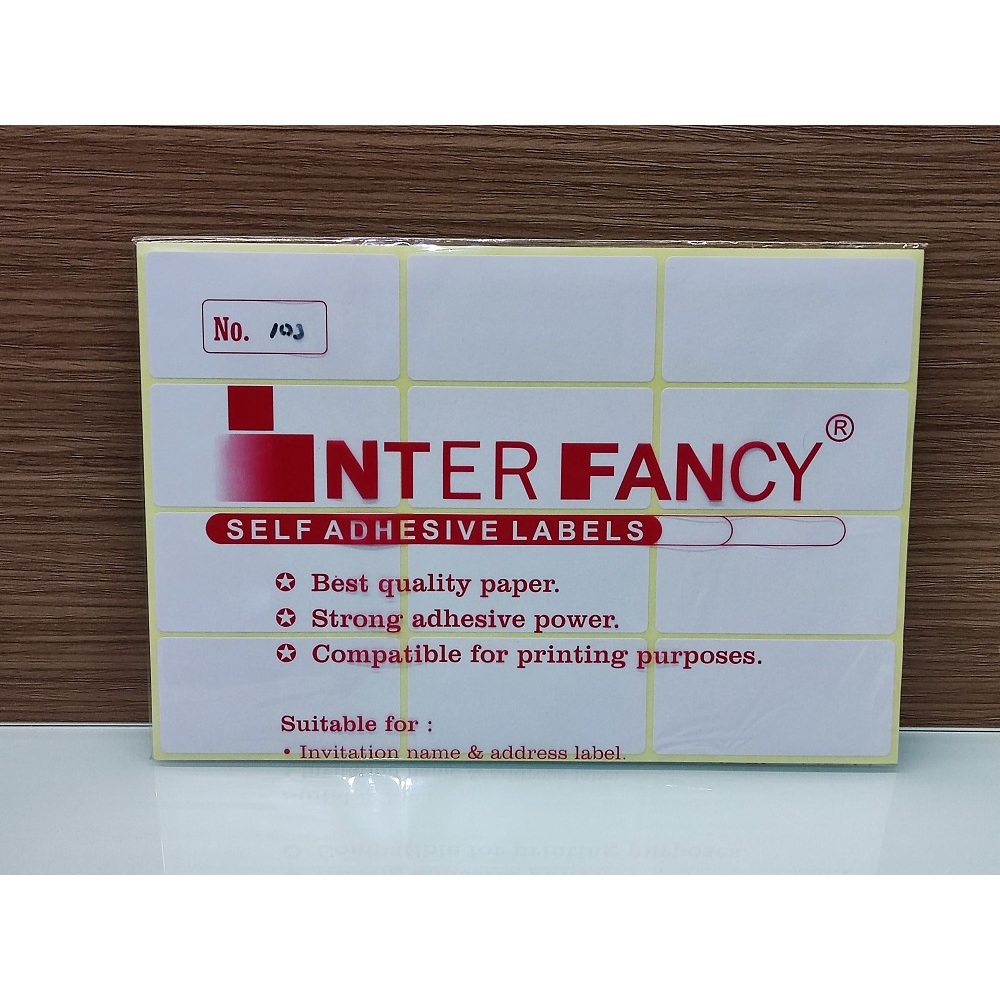 No. 103
INTER FANCY®
SELF ADHESIVE LABELS
Best quality paper.
Strong adhesive power.
Compatible for printing purposes.
Suitable for :
• Invitation name & address label.